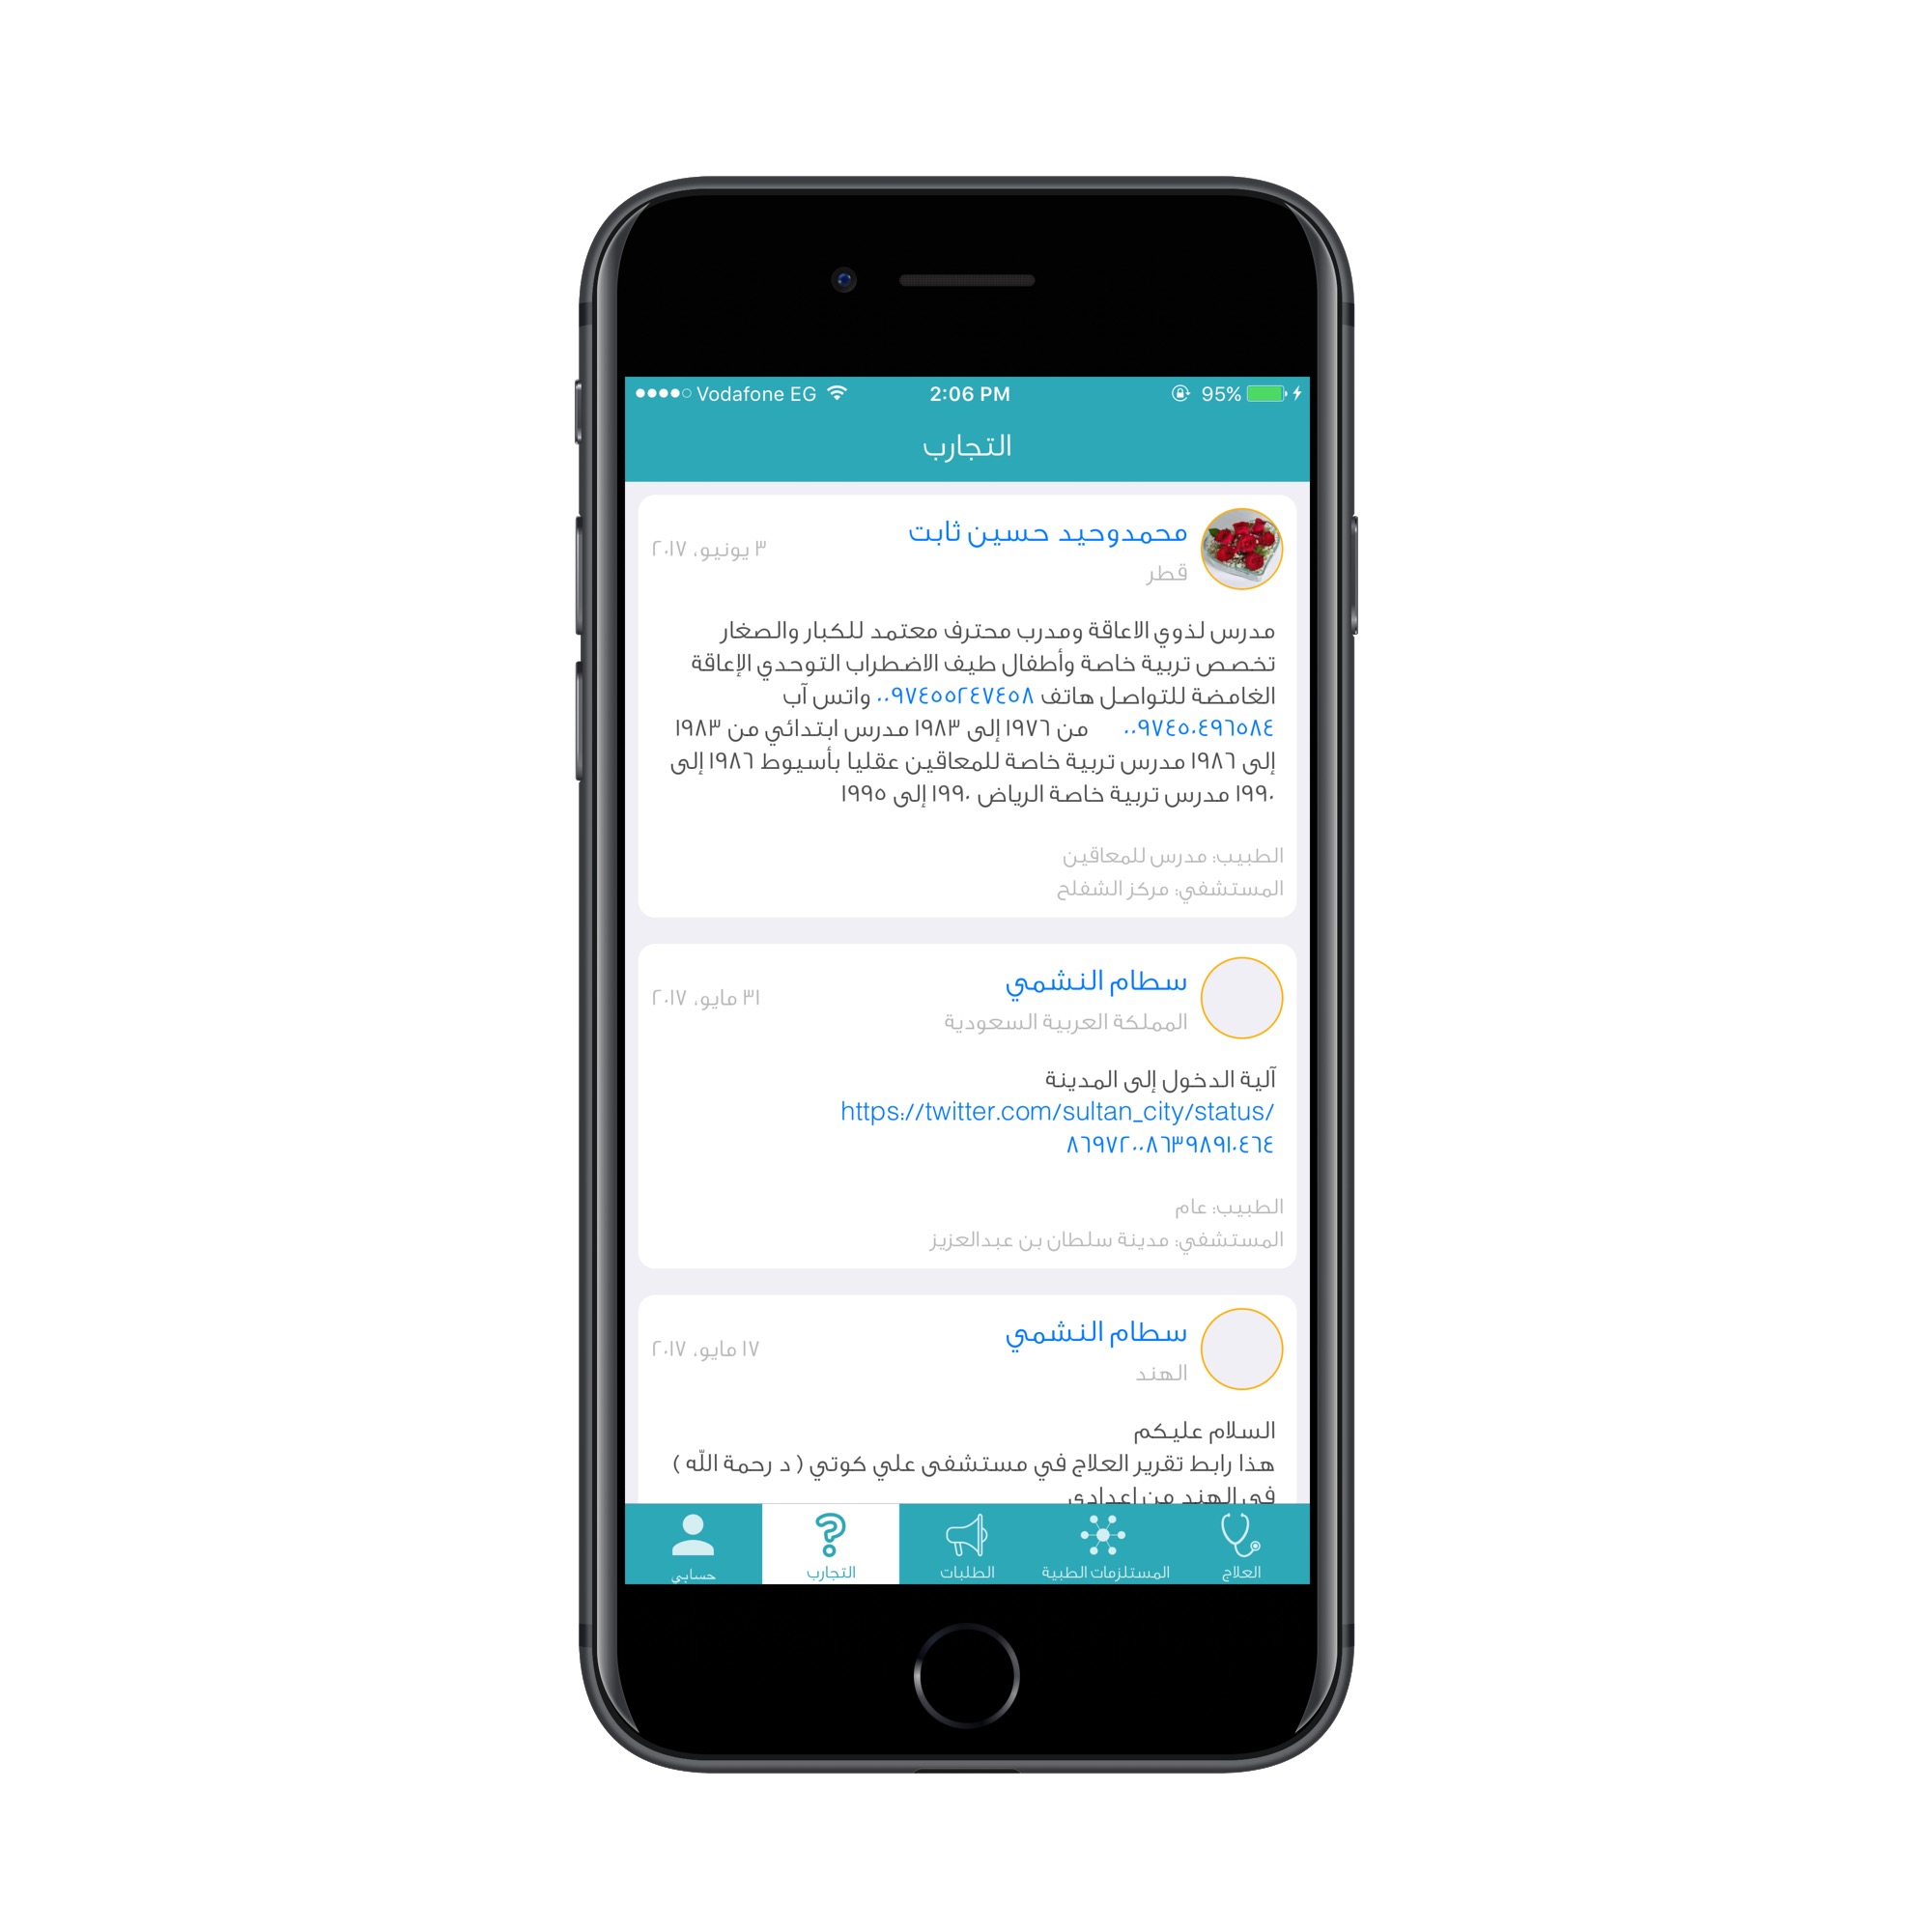 Vodafone EG 2:06 PM 95%
التجارب
محمدوحيد حسين ثابت
٣ يونيو، ٢٠١٧
قطر
مدرس لذوي الاعاقة ومدرب محترف معتمد للكبار والصغار
تخصص تربية خاصة وأطفال طيف الاضطراب التوحدي الإعاقة
الغامضة للتواصل هاتف ٠٠٩٧٤٥٥٢٤٧٤٥٨ واتس آب
٠٠٩٧٤٥٠٤٩٦٥٨٤ من ١٩٧٦ إلى ١٩٨٣ مدرس ابتدائي من ١٩٨٣
إلى ١٩٨٦ مدرس تربية خاصة للمعاقين عقليا بأسيوط ١٩٨٦ إلى
١٩٩٠ مدرس تربية خاصة الرياض ١٩٩٠ إلى ١٩٩٥
الطبيب: مدرس للمعاقين
المستشفي: مركز الشفلح
سطام النشمي
٣١ مايو، ٢٠١٧
المملكة العربية السعودية
آلية الدخول إلى المدينة
https://twitter.com/sultan_city/status/
٨٦٩٧٢٠٠٨٦٣٩٨٩١٠٤٦٤
الطبيب: عام
المستشفي: مدينة سلطان بن عبدالعزيز
سطام النشمي
١٧ مايو، ٢٠١٧
الهند
السلام عليكم
هذا رابط تقرير العلاج في مستشفى علي كوتي ( د رحمة الله )
في الهند من اعدادي
العلاج
المستلزمات الطبية
الطلبات
التجارب
حسابي